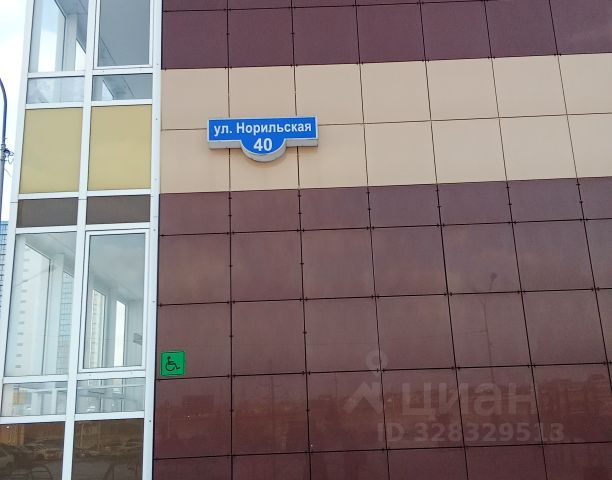 ул. Норильская
40
циан
ID 328329513